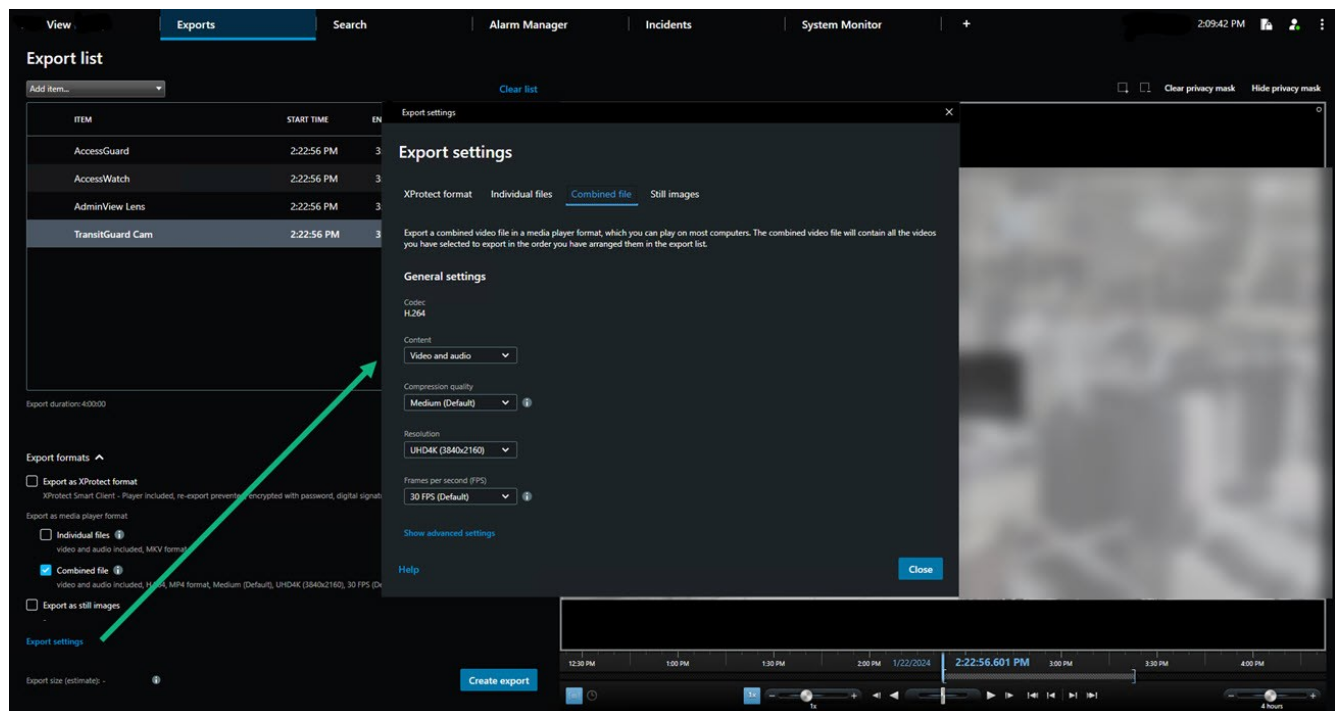 View Exports Search Alarm Manager Incidents System Monitor + 2:09:42 PM
Export list
Add item... Clear list Clear privacy mask Hide privacy mask
ITEM START TIME EN
AccessGuard 2:22:56 PM 3:
AccessWatch 2:22:56 PM 3:
AdminView Lens 2:22:56 PM 3:
TransitGuard Cam 2:22:56 PM 3:
Export duration: 4:00:00
Export formats
Export as XProtect format
XProtect Smart Client - Player included, re-export prevented, encrypted with password, digital signat
Export as media player format
Individual files
video and audio included, MKV format
Combined file
video and audio included, H.264, MP4 format, Medium (Default), UHD4K (3840x2160), 30 FPS (De
Export as still images
-
Export settings
Export size (estimate): -
Create export
Export settings
Export settings
XProtect format Individual files Combined file Still images
Export a combined video file in a media player format, which you can play on most computers. The combined video file will contain all the videos
you have selected to export in the order you have arranged them in the export list.
General settings
Codec
H.264
Content
Video and audio
Compression quality
Medium (Default)
Resolution
UHD4K (3840x2160)
Frames per second (FPS)
30 FPS (Default)
Show advanced settings
Help Close
12:30 PM 1:00 PM 1:30 PM 2:00 PM 1/22/2024 2:22:56.601 PM 3:00 PM 3:30 PM 4:00 PM
1x - + - +
1x 4 hours